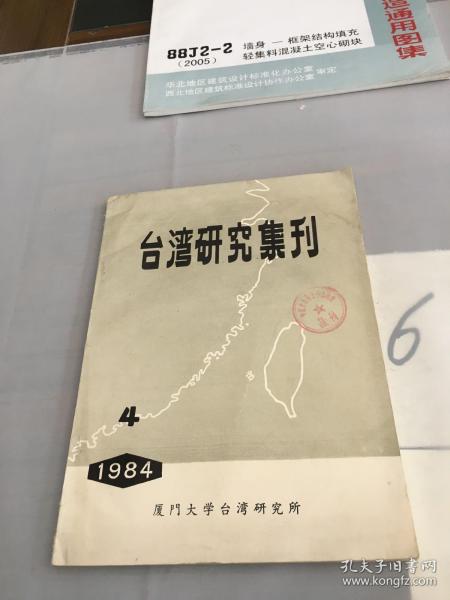 造通用图集
88J2-2 墙身 — 框架结构填充
(2005) 轻集料混凝土空心砌块
华北地区建筑设计标准化办公室
西北地区建筑标准设计协作办公室 审定
台湾研究集刊
6
4
1984
厦門大学台湾研究所
孔夫子旧书网
www.kongfz.com